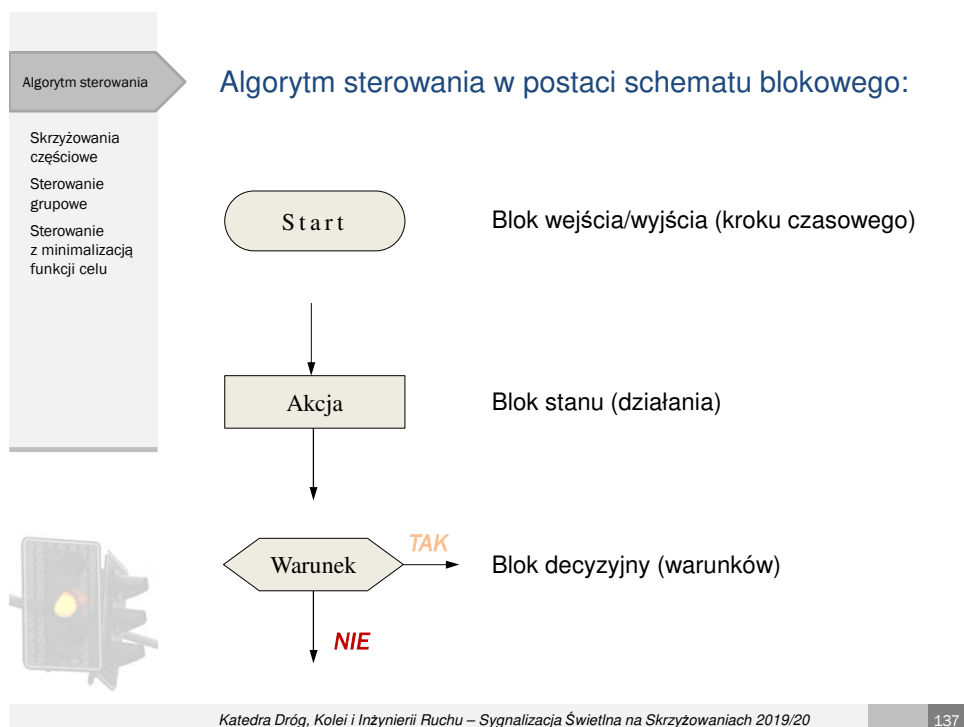 Algorytm sterowania
Skrzyżowania
częściowe
Sterowanie
grupowe
Sterowanie
z minimalizacją
funkcji celu
Algorytm sterowania w postaci schematu blokowego:
Start
Blok wejścia/wyjścia (kroku czasowego)
Akcja
Blok stanu (działania)
Warunek
TAK
Blok decyzyjny (warunków)
NIE
Katedra Dróg, Kolei i Inżynierii Ruchu – Sygnalizacja Świetlna na Skrzyżowaniach 2019/20
137